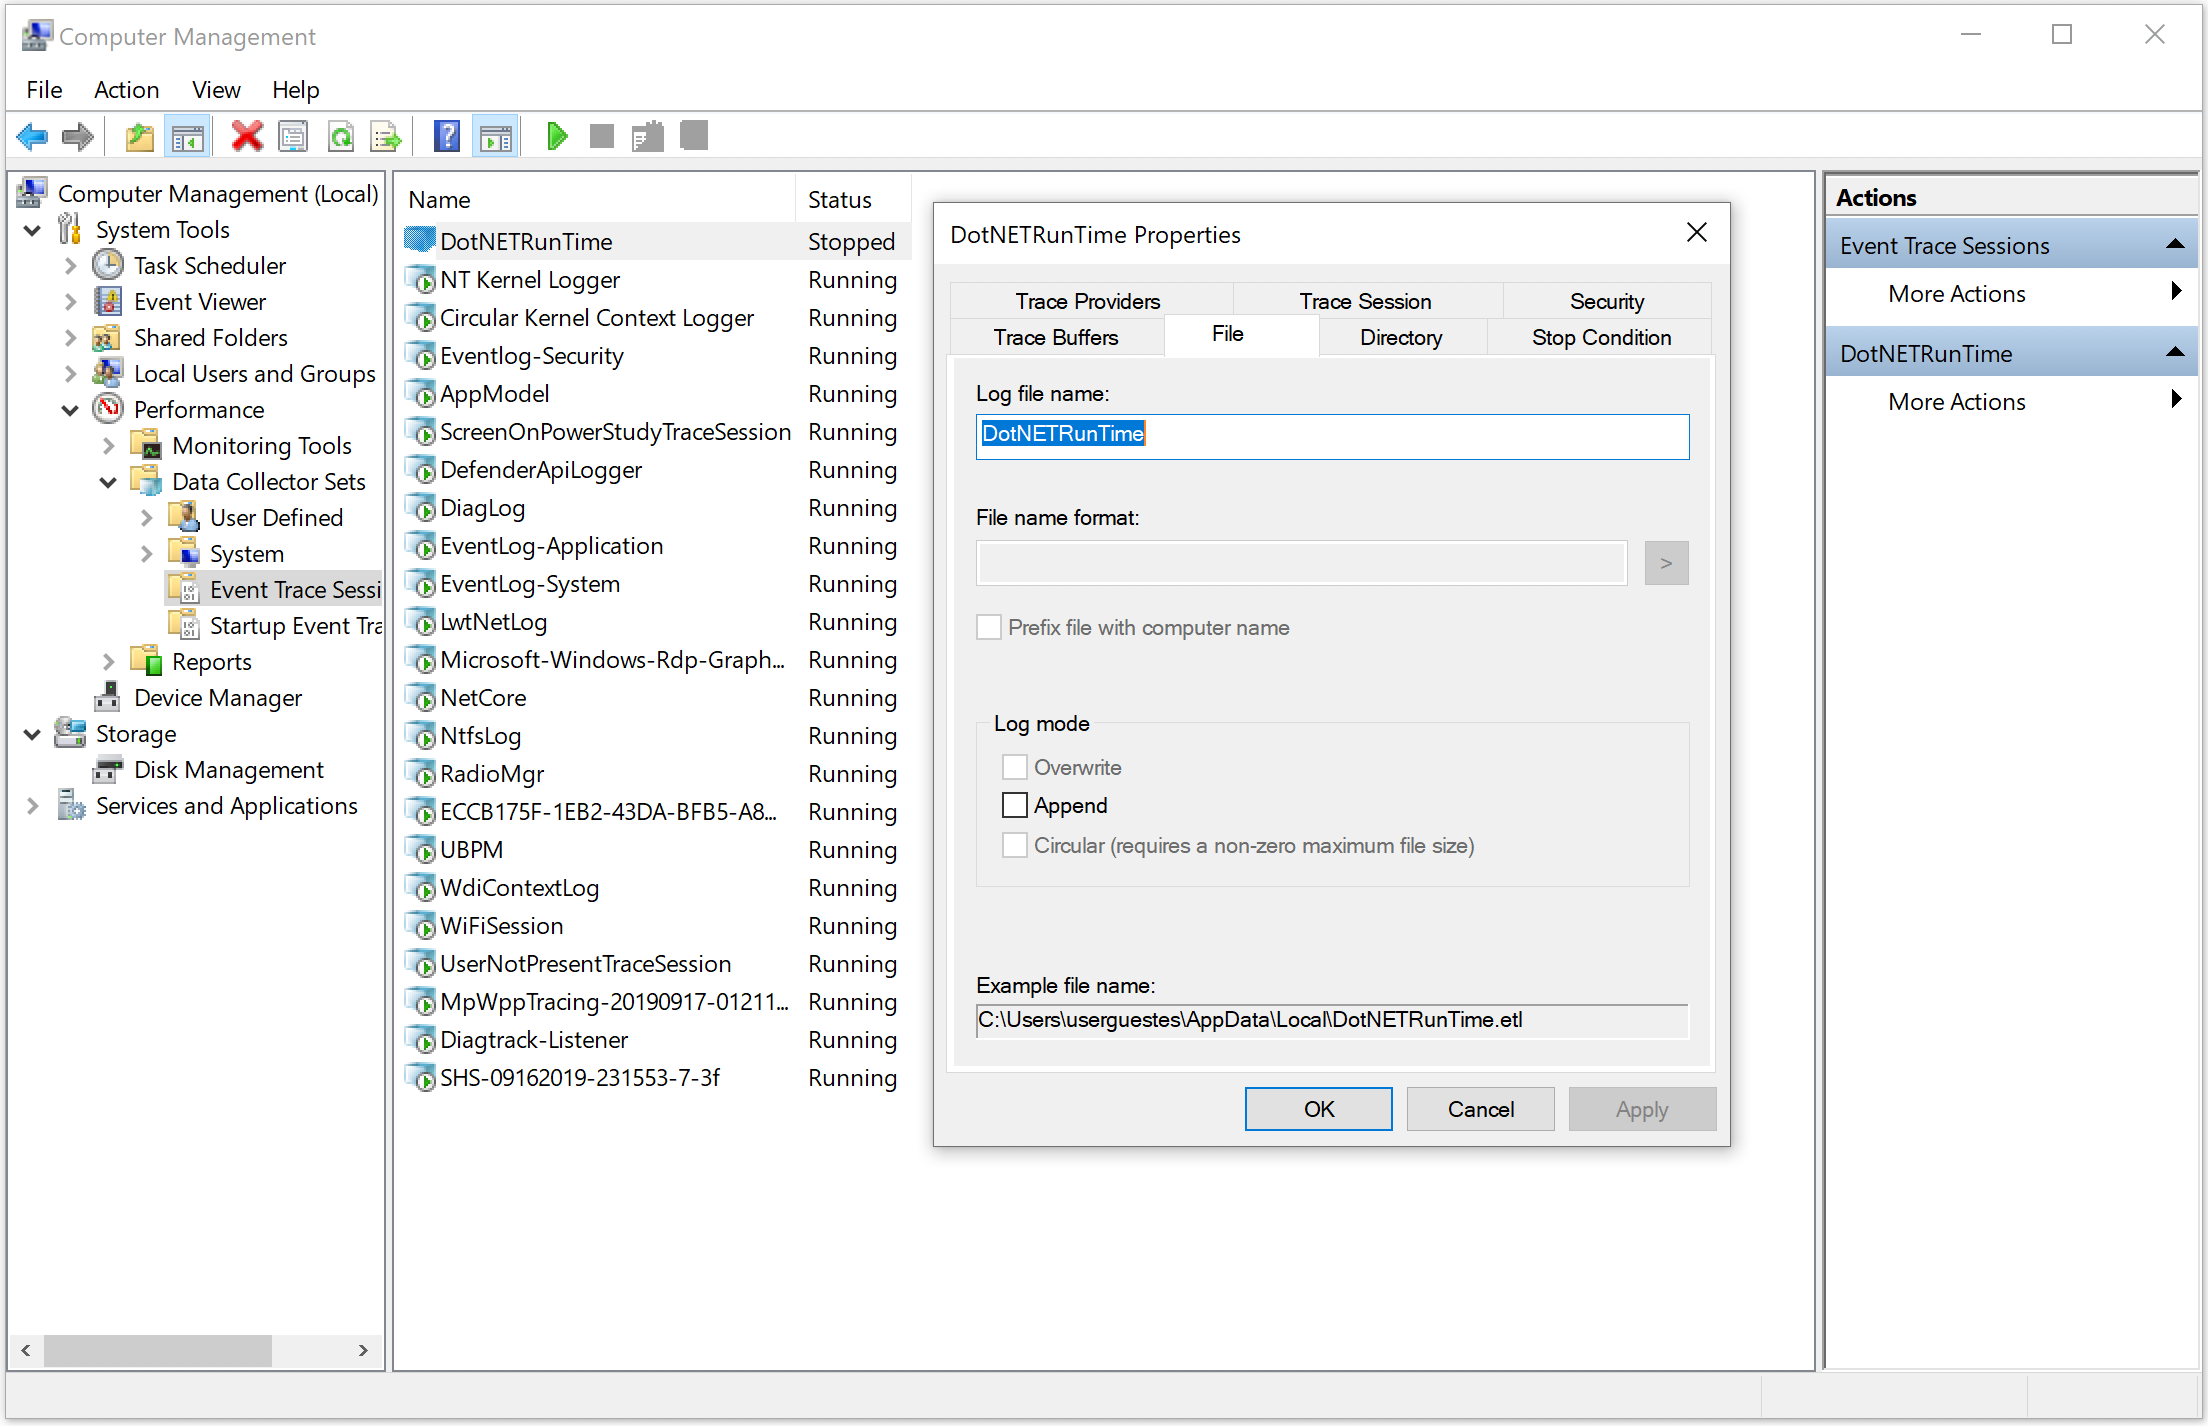 Computer Management
File Action View Help
Computer Management (Local)
System Tools
Task Scheduler
Event Viewer
Shared Folders
Local Users and Groups
Performance
Monitoring Tools
Data Collector Sets
User Defined
System
Event Trace Sessi
Startup Event Tra
Reports
Device Manager
Storage
Disk Management
Services and Applications
Name Status
DotNETRunTime Stopped
NT Kernel Logger Running
Circular Kernel Context Logger Running
Eventlog-Security Running
AppModel Running
ScreenOnPowerStudyTraceSession Running
DefenderApiLogger Running
DiagLog Running
EventLog-Application Running
EventLog-System Running
LwtNetLog Running
Microsoft-Windows-Rdp-Graph... Running
NetCore Running
NtfsLog Running
RadioMgr Running
ECCB175F-1EB2-43DA-BFB5-A8... Running
UBPM Running
WdiContextLog Running
WiFiSession Running
UserNotPresentTraceSession Running
MpWppTracing-20190917-01211... Running
Diagtrack-Listener Running
SHS-09162019-231553-7-3f Running
DotNETRunTime Properties
Trace Providers Trace Session Security
Trace Buffers File Directory Stop Condition
Log file name:
DotNETRunTime
File name format:
>
Prefix file with computer name
Log mode
Overwrite
Append
Circular (requires a non-zero maximum file size)
Example file name:
C:\Users\userguestes\AppData\Local\DotNETRunTime.etl
OK Cancel Apply
Actions
Event Trace Sessions
More Actions
DotNETRunTime
More Actions